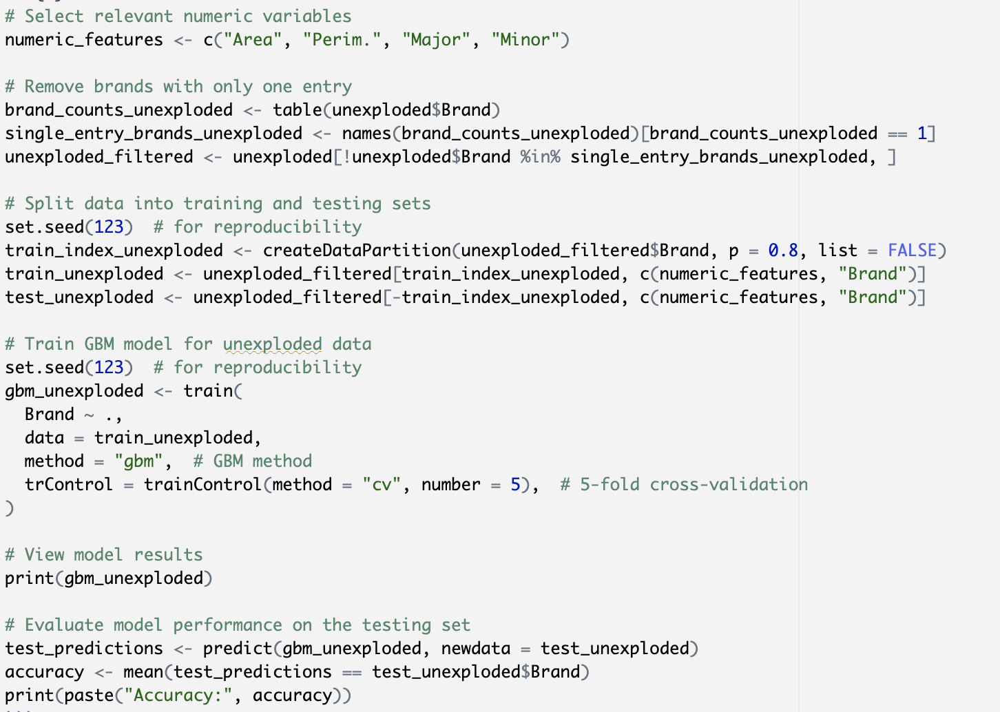 # Select relevant numeric variables
numeric_features <- c("Area", "Perim.", "Major", "Minor")
# Remove brands with only one entry
brand_counts_unexploded <- table(unexploded$Brand)
single_entry_brands_unexploded <- names(brand_counts_unexploded)[brand_counts_unexploded == 1]
unexploded_filtered <- unexploded[!unexploded$Brand %in% single_entry_brands_unexploded, ]
# Split data into training and testing sets
set.seed(123)  # for reproducibility
train_index_unexploded <- createDataPartition(unexploded_filtered$Brand, p = 0.8, list = FALSE)
train_unexploded <- unexploded_filtered[train_index_unexploded, c(numeric_features, "Brand")]
test_unexploded <- unexploded_filtered[-train_index_unexploded, c(numeric_features, "Brand")]
# Train GBM model for unexploded data
set.seed(123)  # for reproducibility
gbm_unexploded <- train(
  Brand ~ .,
  data = train_unexploded,
  method = "gbm",  # GBM method
  trControl = trainControl(method = "cv", number = 5),  # 5-fold cross-validation
)
# View model results
print(gbm_unexploded)
# Evaluate model performance on the testing set
test_predictions <- predict(gbm_unexploded, newdata = test_unexploded)
accuracy <- mean(test_predictions == test_unexploded$Brand)
print(paste("Accuracy:", accuracy))